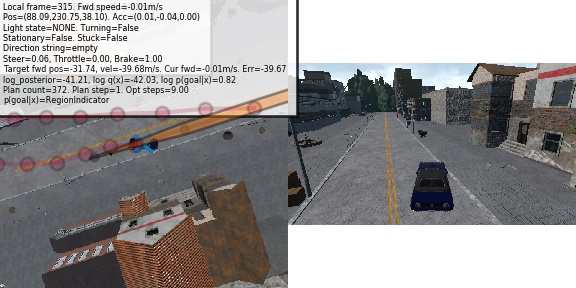 Local frame=315. Fwd speed=-0.01m/s
Pos=(88.09,230.75,38.10). Acc=(0.01,-0.04,0.00)
Light state=NONE. Turning=False
Stationary=False. Stuck=False
Direction string=empty
Steer=0.06, Throttle=0.00, Brake=1.00
Target fwd pos=-31.74, vel=-39.68m/s. Cur fwd=-0.01m/s. Err=-39.67
log_posterior=-41.21, log q(x)=-42.03, log p(goal|x)=0.82
Plan count=372. Plan step=1. Opt steps=9.00
p(goal|x)=RegionIndicator